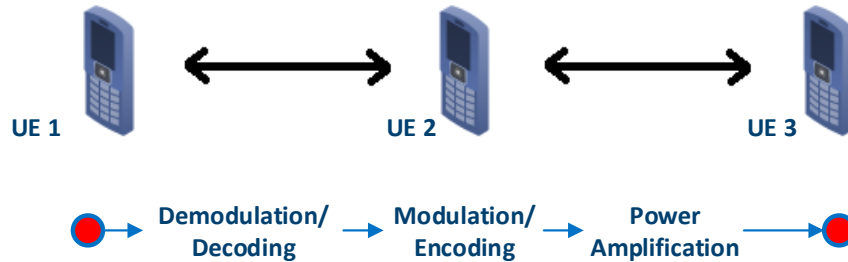 UE 1
UE 2
UE 3
Demodulation/
Decoding
Modulation/
Encoding
Power
Amplification